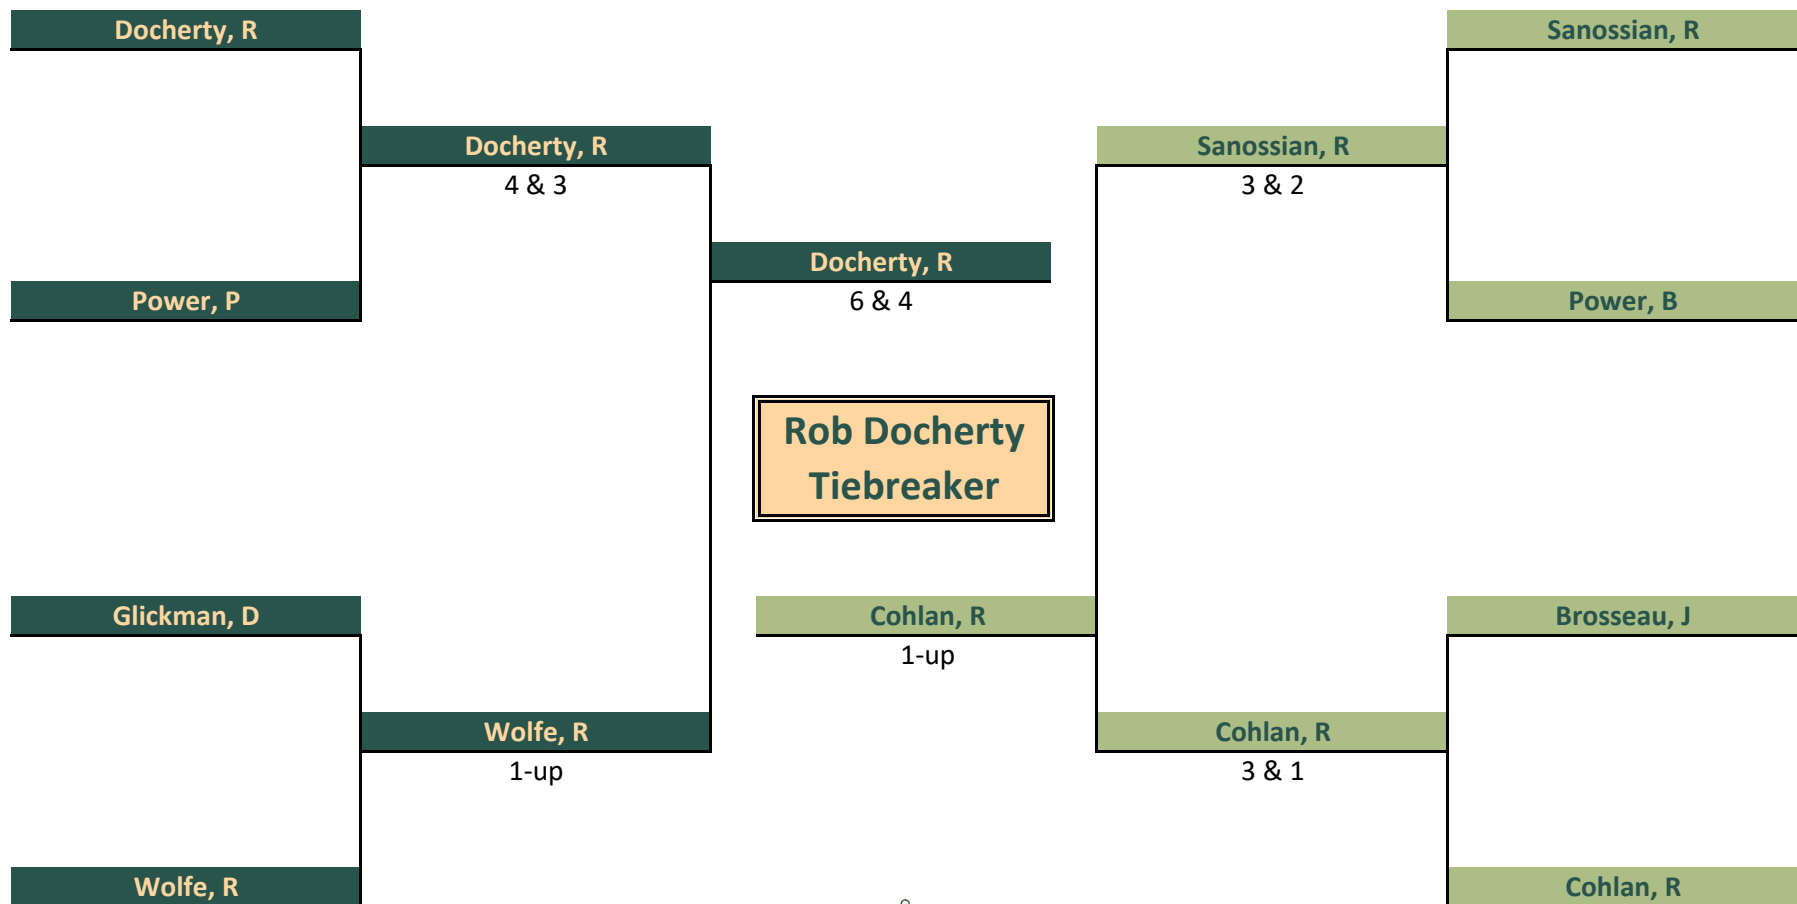 Docherty, R
Sanossian, R
Docherty, R
4 & 3
Sanossian, R
3 & 2
Docherty, R
6 & 4
Power, P
Power, B
Rob Docherty
Tiebreaker
Glickman, D
Cohlan, R
1-up
Brosseau, J
Wolfe, R
1-up
Cohlan, R
3 & 1
Wolfe, R
Cohlan, R